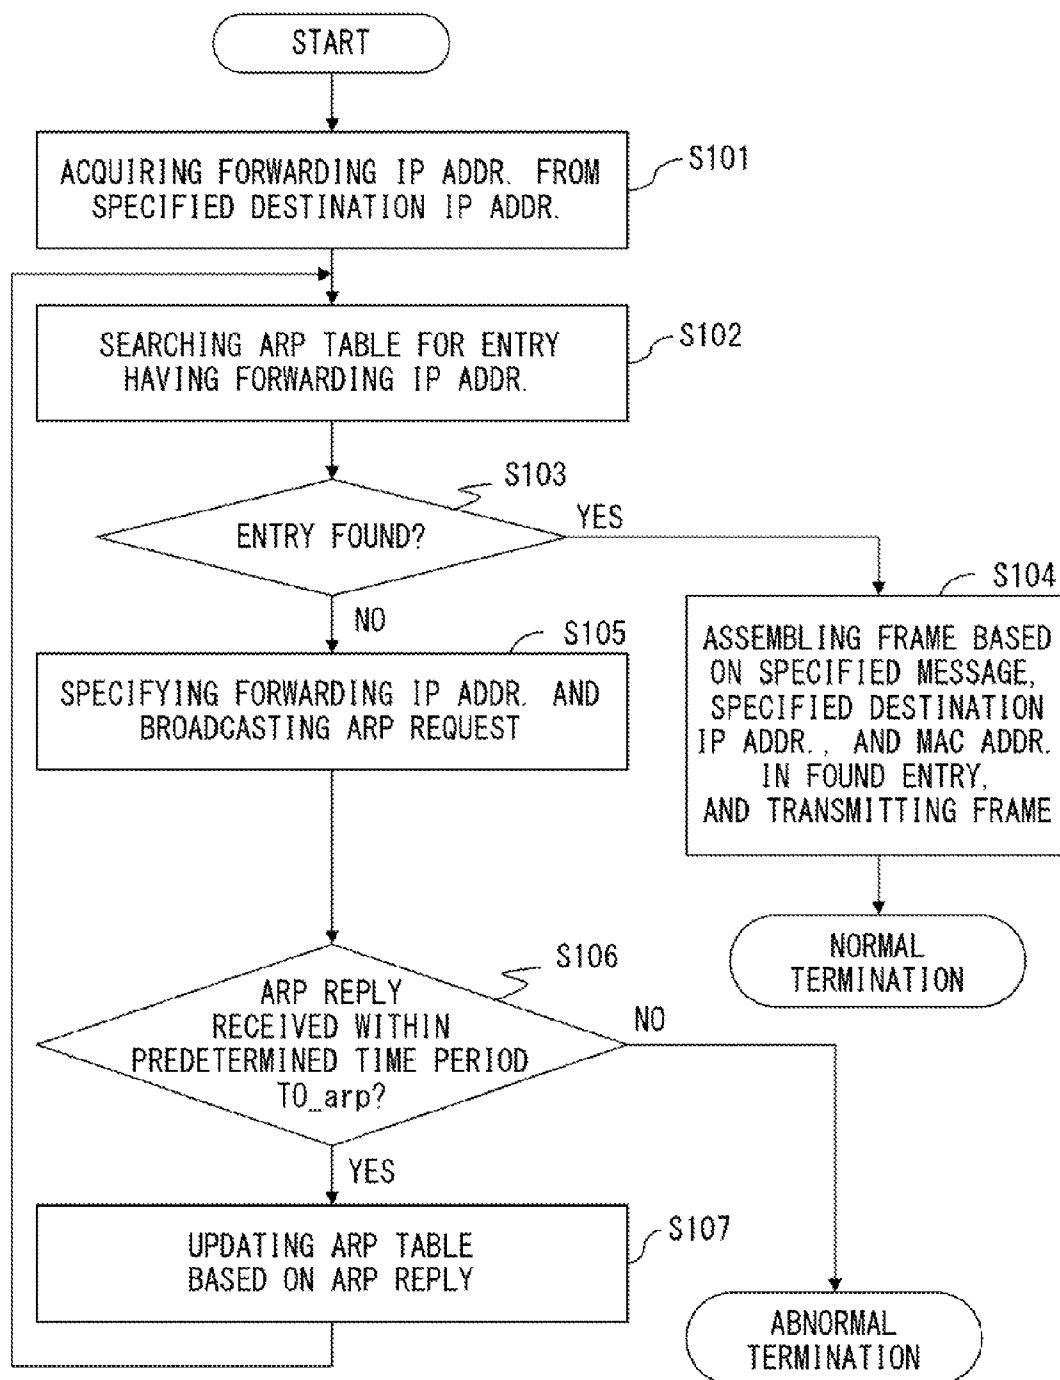 START
ACQUIRING FORWARDING IP ADDR. FROM
SPECIFIED DESTINATION IP ADDR.
S101
SEARCHING ARP TABLE FOR ENTRY
HAVING FORWARDING IP ADDR.
S102
S103
ENTRY FOUND?
YES
NO
S104
ASSEMBLING FRAME BASED
ON SPECIFIED MESSAGE,
SPECIFIED DESTINATION
IP ADDR., AND MAC ADDR.
IN FOUND ENTRY,
AND TRANSMITTING FRAME
S105
SPECIFYING FORWARDING IP ADDR. AND
BROADCASTING ARP REQUEST
NORMAL
TERMINATION
S106
ARP REPLY
RECEIVED WITHIN
PREDETERMINED TIME PERIOD
TO_arp?
NO
YES
S107
UPDATING ARP TABLE
BASED ON ARP REPLY
ABNORMAL
TERMINATION